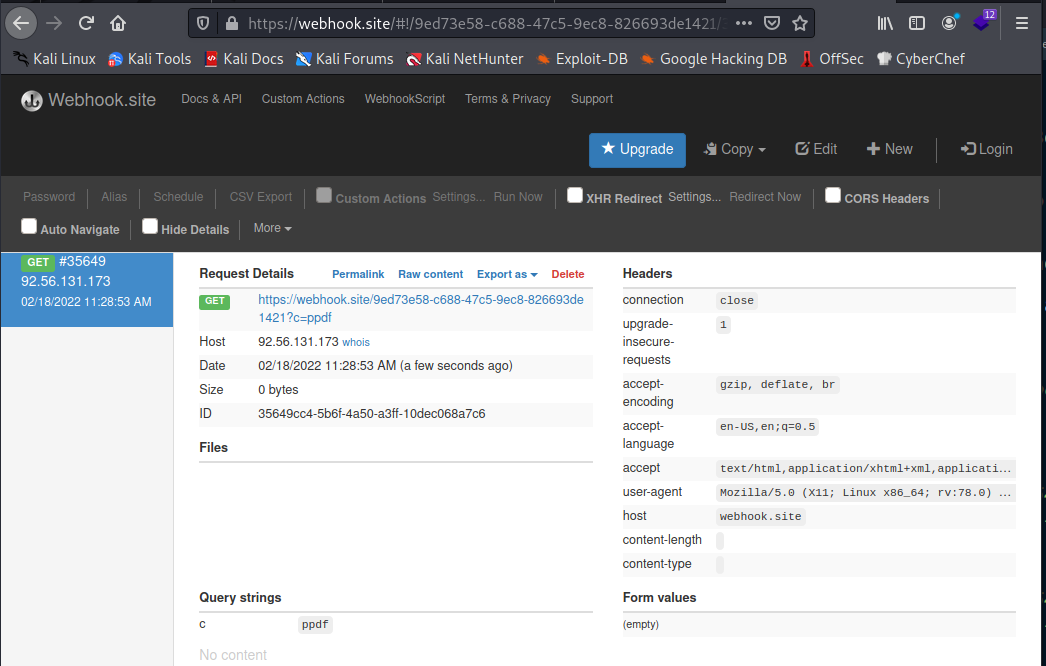 https://webhook.site/#!/9ed73e58-c688-47c5-9ec8-826693de1421/
12
Kali Linux Kali Tools Kali Docs Kali Forums Kali NetHunter Exploit-DB Google Hacking DB OffSec CyberChef
Webhook.site Docs & API Custom Actions WebhookScript Terms & Privacy Support
Upgrade Copy Edit New Login
Password Alias Schedule CSV Export Custom Actions Settings... Run Now XHR Redirect Settings... Redirect Now CORS Headers
Auto Navigate Hide Details More
GET #35649
92.56.131.173
02/18/2022 11:28:53 AM
Request Details Permalink Raw content Export as Delete
GET https://webhook.site/9ed73e58-c688-47c5-9ec8-826693de
1421?c=ppdf
Host 92.56.131.173 whois
Date 02/18/2022 11:28:53 AM (a few seconds ago)
Size 0 bytes
ID 35649cc4-5b6f-4a50-a3ff-10dec068a7c6
Files
Headers
connection close
upgrade-
insecure-
requests
1
accept-
encoding
gzip, deflate, br
accept-
language
en-US,en;q=0.5
accept text/html,application/xhtml+xml,applicati...
user-agent Mozilla/5.0 (X11; Linux x86_64; rv:78.0) ...
host webhook.site
content-length
content-type
Query strings
c ppdf
No content
Form values
(empty)